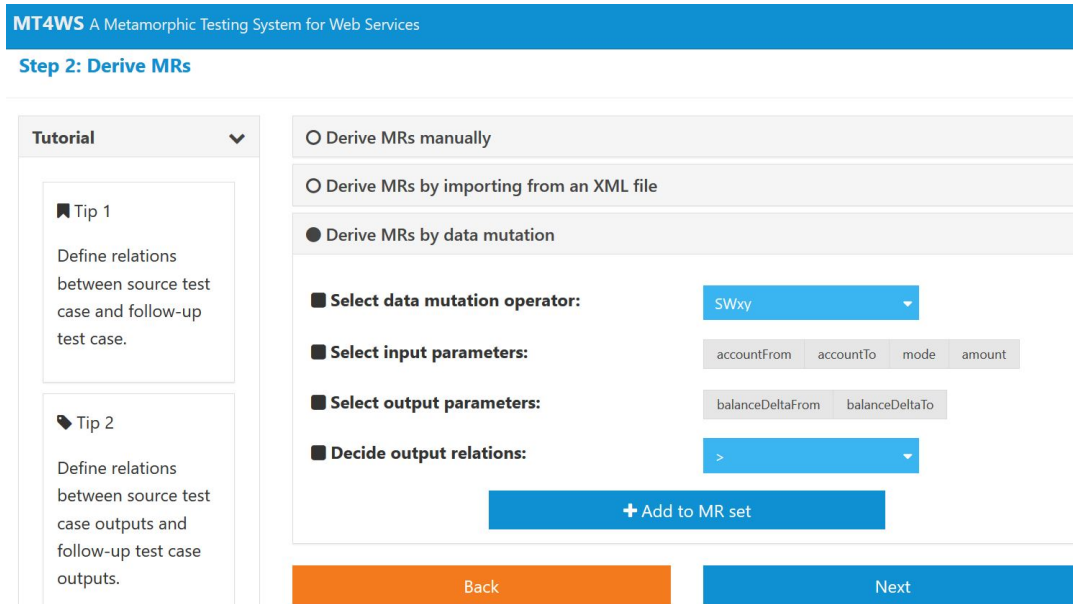 MT4WS A Metamorphic Testing System for Web Services
Step 2: Derive MRs
Tutorial
Tip 1
Define relations
between source test
case and follow-up
test case.
Tip 2
Define relations
between source test
case outputs and
follow-up test case
outputs.
Derive MRs manually
Derive MRs by importing from an XML file
Derive MRs by data mutation
Select data mutation operator: SWxy
Select input parameters: accountFrom accountTo mode amount
Select output parameters: balanceDeltaFrom balanceDeltaTo
Decide output relations: >
+ Add to MR set
Back Next